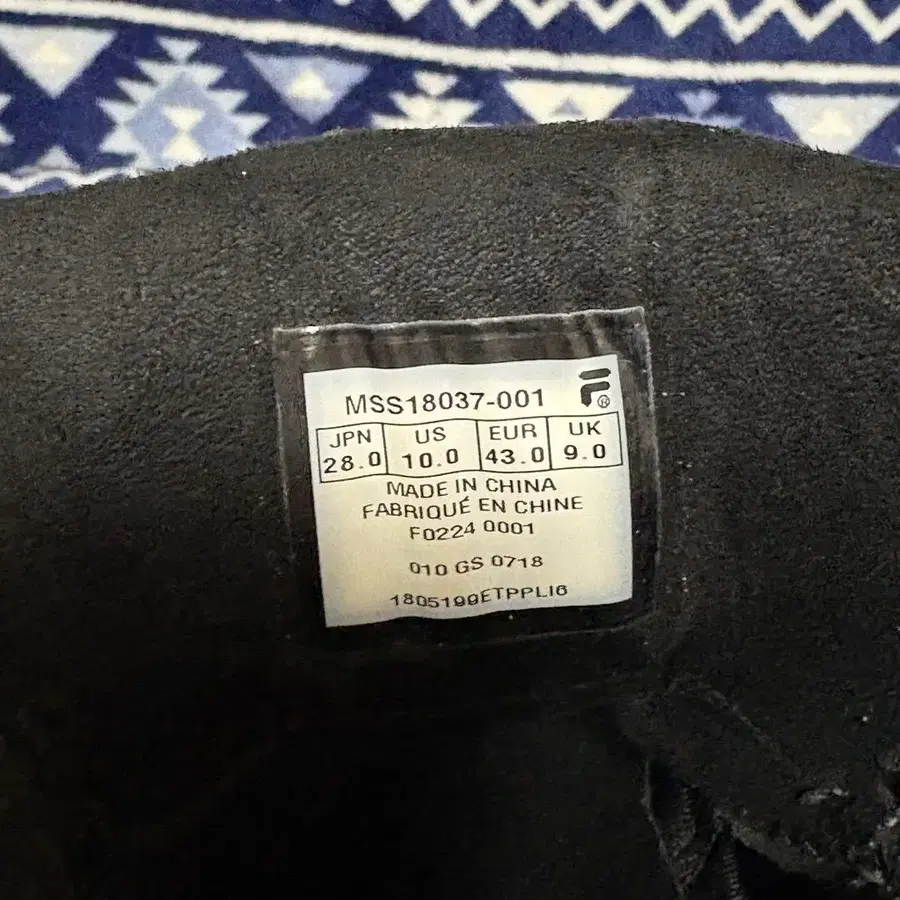 MSS18037-001
JPN US EUR UK
28.0 10.0 43.0 9.0
MADE IN CHINA
FABRIQUÉ EN CHINE
F0224 0001
010 GS 0718
1805199ETPPLI6